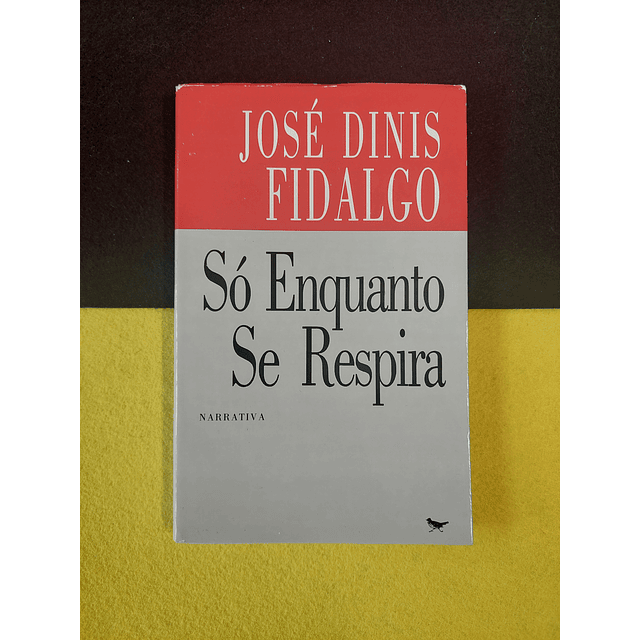 JOSÉ DINIS
FIDALGO
Só Enquanto
Se Respira
NARRATIVA